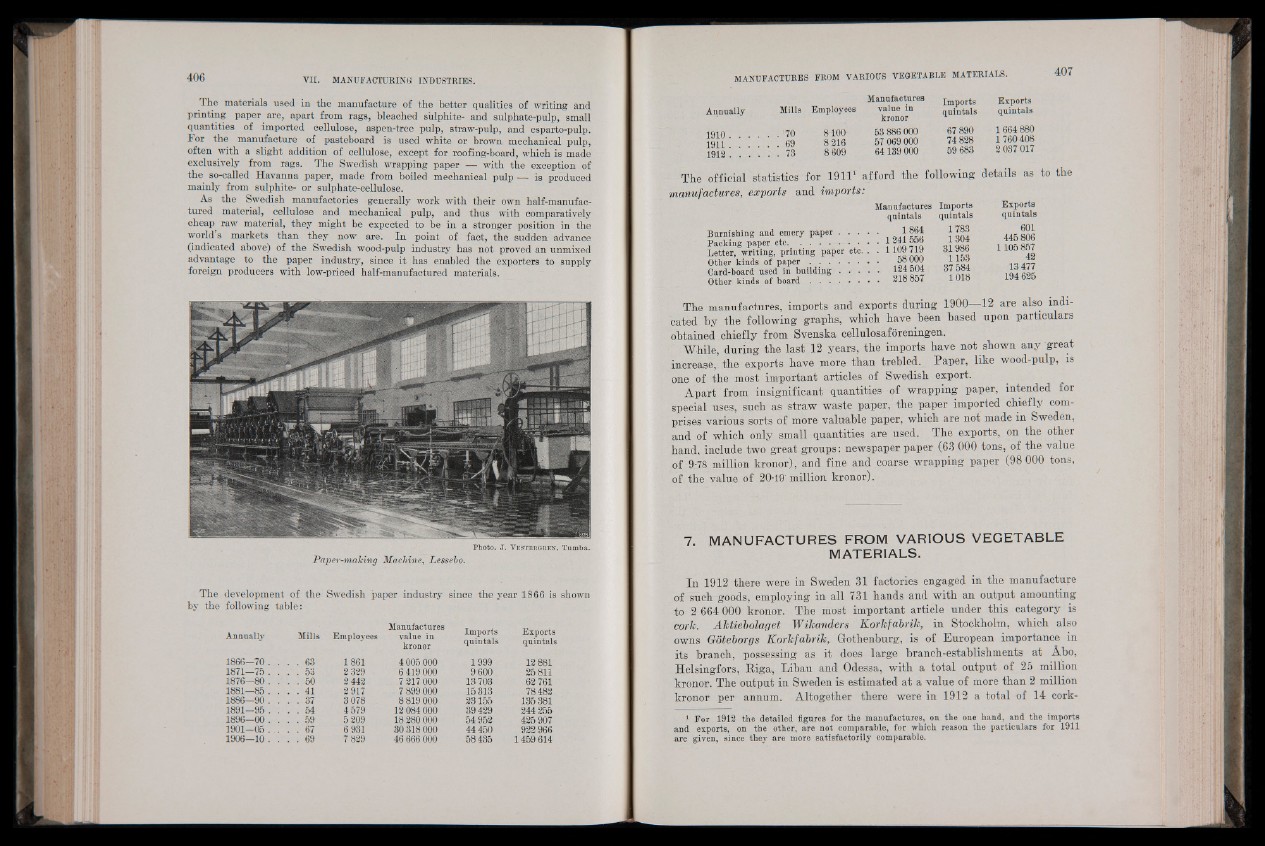 406
VII. MANUFACTURING INDUSTRIES.
The materials used in the manufacture of the better qualities of writing and
printing paper are, apart from rags, bleached sulphite- and sulphate-pulp, small
quantities of imported cellulose, aspen-tree pulp, straw-pulp, and esparto-pulp.
For the manufacture of pasteboard is used white or brown mechanical pulp,
often with a slight addition of cellulose, except for roofing-board, which is made
exclusively from rags. The Swedish wrapping paper — with the exception of
the so-called Havanna paper, made from boiled mechanical pulp — is produced
mainly from sulphite- or sulphate-cellulose.
As the Swedish manufactories generally work with their own half-manufac-
tured material, cellulose and mechanical pulp, and thus with comparatively
cheap raw material, they might be expected to be in a stronger position in the
world's markets than they now are. In point of fact, the sudden advance
(indicated above) of the Swedish wood-pulp industry has not proved an unmixed
advantage to the paper industry, since it has enabled the exporters to supply
foreign producers with low-priced half-manufactured materials.
Photo. J. VESTERGREN. Tumba.
Paper-making Machine, Lessebo.
The development of the Swedish paper industry since the year 1866 is shown
by the following table:
Annually Mills Employees Manufactures value in kronor Imports quintals Exports quintals
1866—70 . . . . 63 1 861 4 005 000 1 999 12 881
1871—75 . . . . 53 2 329 6 419 000 9 600 25 811
1876—80 . . . . 50 2 442 7 217 000 13 703 62 761
1881—85 . . . . 41 2 917 7 899 000 15 313 78 482
1886—90 . . . . 37 3 078 8 819 000 23 155 135 381
1891—95 . . . . 54 4 579 12 084 000 39 429 244 255
1896—00 . . . . 59 5 209 18 280 000 54 952 425 907
1901—05 . . . . 67 6 931 30 318 000 44 450 922 966
1906—10 . . . . 69 7 829 46 666 000 58 435 1 459 614
MANUFACTURES FROM VARIOUS VEGETABLE MATERIALS.
407
Annually Mills Employees Manufactures value in kronor Imports quintals Exports quintals
1910 . . . . . . 70 8 100 53 886 000 67 890 1 664 880
1911 . . . . . . 69 8 216 57 069 000 74 828 1 760 408
1912 . . . . . . 73 8 609 64 139 000 59 683 2 037 017
The official statistics for 1911¹ afford the following details as to the
manufactures, exports and imports:
Manufactures quintals Imports quintals Exports quintals
Burnishing and emery paper . . . . . 1 864 1 783 601
Packing paper etc. . . . . . . . . . 1 241 556 1 304 445 806
Letter, writing, printing paper etc. . . 1 109 719 31 986 1 105 857
Other kinds of paper . . . . . . . . 58 000 1 153 42
Card-board used in building . . . . . 124 504 37 584 13 477
Other kinds of board . . . . . . . . 218 857 1 018 194 625
The manufactures, imports and exports during 1900—12 are also indi-
cated by the following graphs, which have been based upon particulars
obtained chiefly from Svenska cellulosaföreningen.
While, during the last 12 years, the imports have not shown any great
increase, the exports have more than trebled. Paper, like wood-pulp, is
one of the most important articles of Swedish export.
Apart from insignificant quantities of wrapping paper, intended for
special uses, such as straw waste paper, the paper imported chiefly com-
prises various sorts of more valuable paper, which are not made in Sweden,
and of which only small quantities are used. The exports, on the other
hand, include two great groups: newspaper paper (63 000 tons, of the value
of 9·78 million kronor), and fine and coarse wrapping paper (98 000 tons,
of the value of 20·19 million kronor).
7. MANUFACTURES FROM VARIOUS VEGETABLE
MATERIALS.
In 1912 there were in Sweden 31 factories engaged in the manufacture
of such goods, employing in all 731 hands and with an output amounting
to 2 664 000 kronor. The most important article under this category is
cork. Aktiebolaget Wikanders Korkfabrik, in Stockholm, which also
owns Göteborgs Korkfabrik, Gothenburg, is of European importance in
its branch, possessing as it does large branch-establishments at Åbo,
Helsingfors, Riga, Libau and Odessa, with a total output of 25 million
kronor. The output in Sweden is estimated at a value of more than 2 million
kronor per annum. Altogether there were in 1912 a total of 14 cork-
¹ For 1912 the detailed figures for the manufactures, on the one hand, and the imports
and exports, on the other, are not comparable, for which reason the particulars for 1911
are given, since they are more satisfactorily comparable.